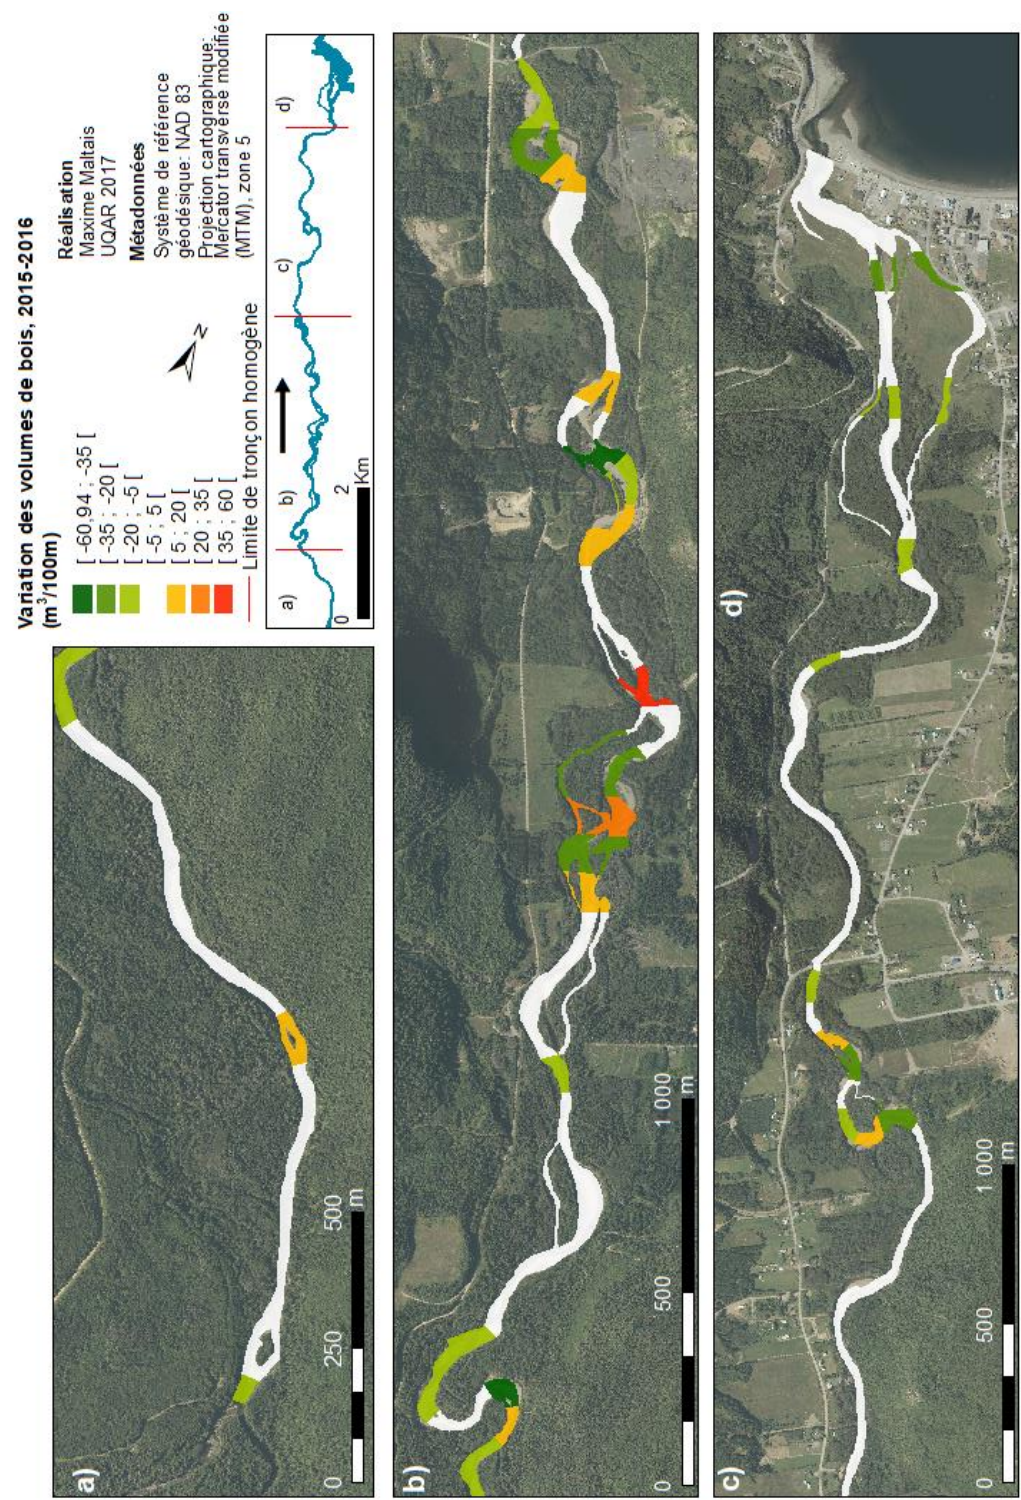 Variation des volumes de bois, 2015-2016
(m³/100m)
[ -60,94 ; -35 [
[ -35 ; -20 [
[ -20 ; -5 [
[ -5 ; 5 [
[ 5 ; 20 [
[ 20 ; 35 [
[ 35 ; 60 [
Limite de tronçon homogène
Réalisation
Maxime Maltais
UQAR 2017
Métadonnées
Système de référence
géodésique: NAD 83
Projection cartographique:
Mercator transverse modifiée
(MTM), zone 5
N
a)
b)
c)
d)
0 2
Km
a)
0 250 500
m
b)
0 500 1 000
m
c)
d)
0 500 1 000
m